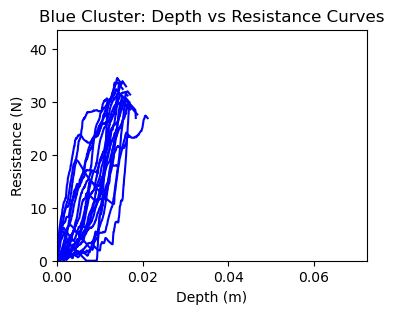 Blue Cluster: Depth vs Resistance Curves
Resistance (N)
40
30
20
10
0
0.00 0.02 0.04 0.06
Depth (m)